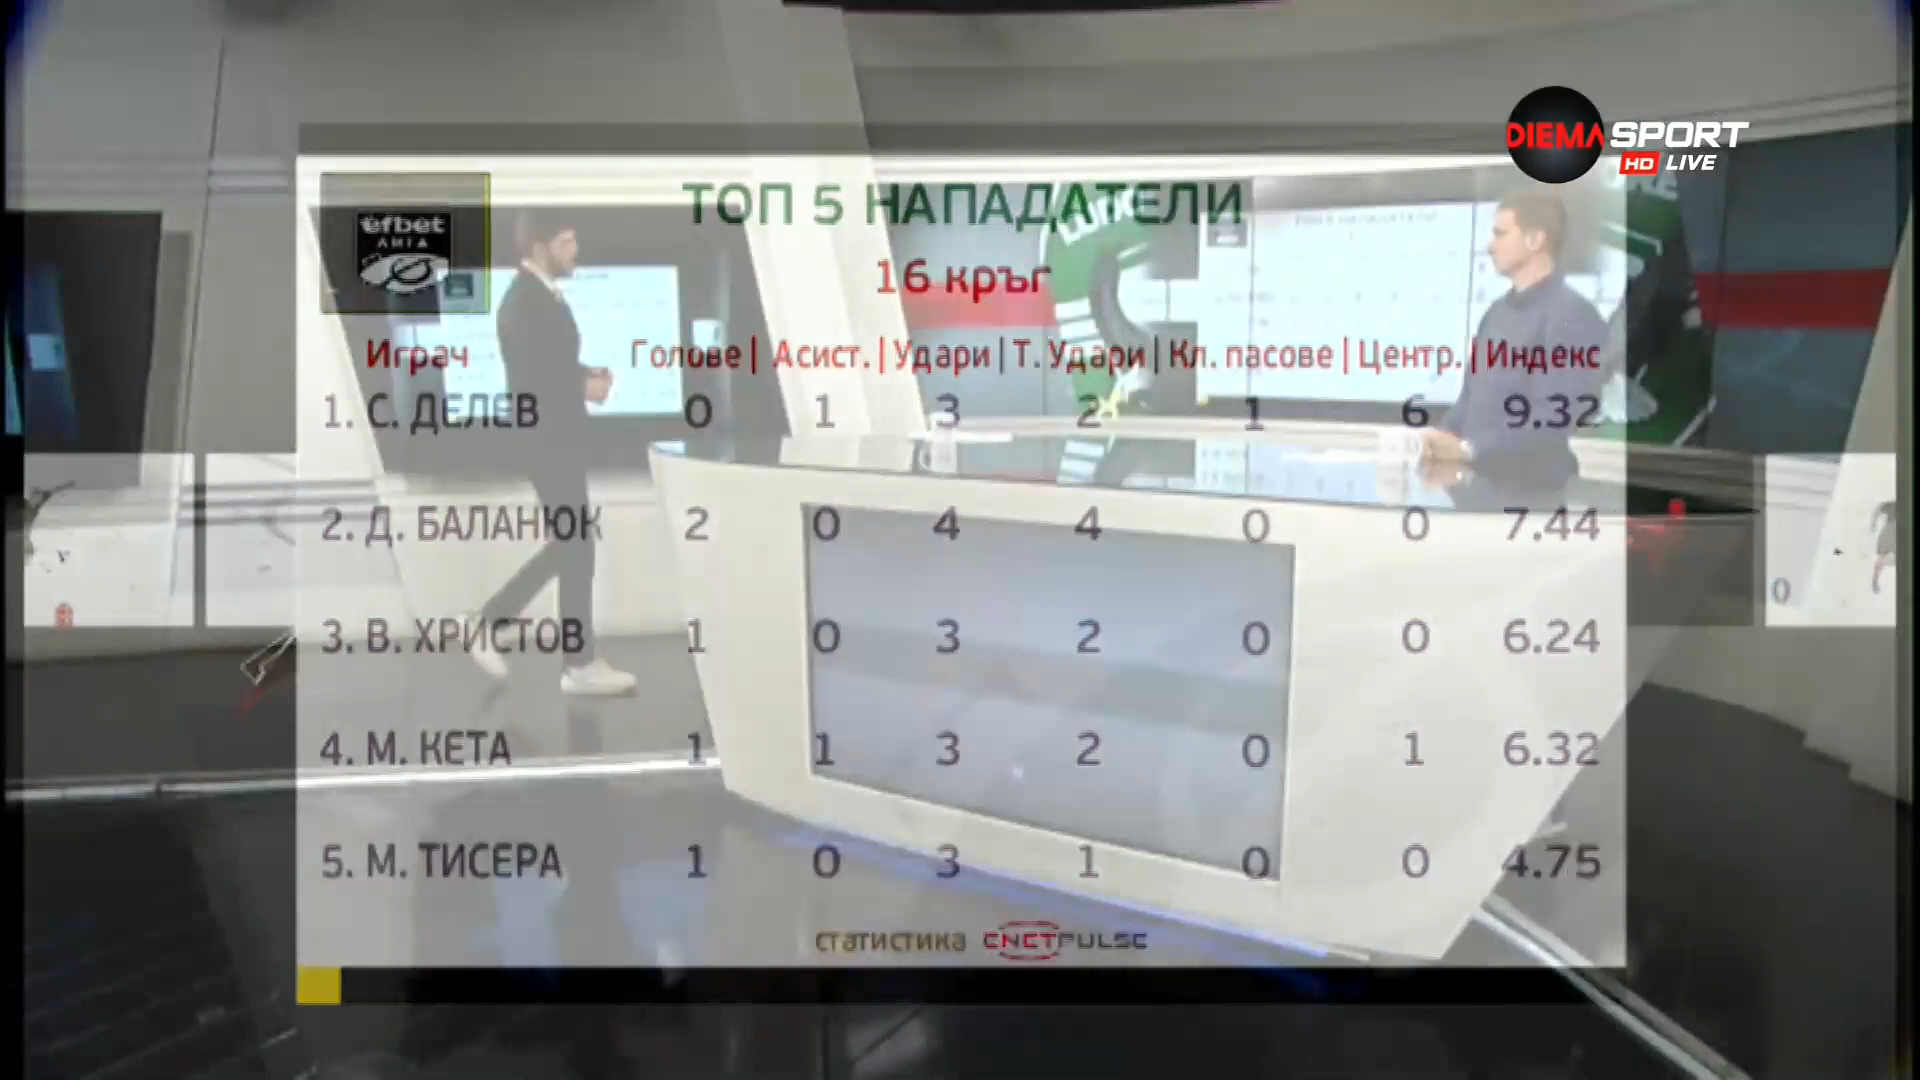 DIEMA SPORT
HD LIVE
efbet
ЛИГА
ТОП 5 НАПАДАТЕЛИ
16 кръг
Играч Голове | Асист. | Удари | Т. Удари | Кл. пасове | Центр. | Индекс
1. С. ДЕЛЕВ 0 1 3 2 1 6 9.32
2. Д. БАЛАНЮК 2 0 4 4 0 0 7.44
3. В. ХРИСТОВ 1 0 3 2 0 0 6.24
4. М. КЕТА 1 1 3 2 0 1 6.32
5. М. ТИСЕРА 1 0 3 1 0 0 4.75
статистика ENETPULSE